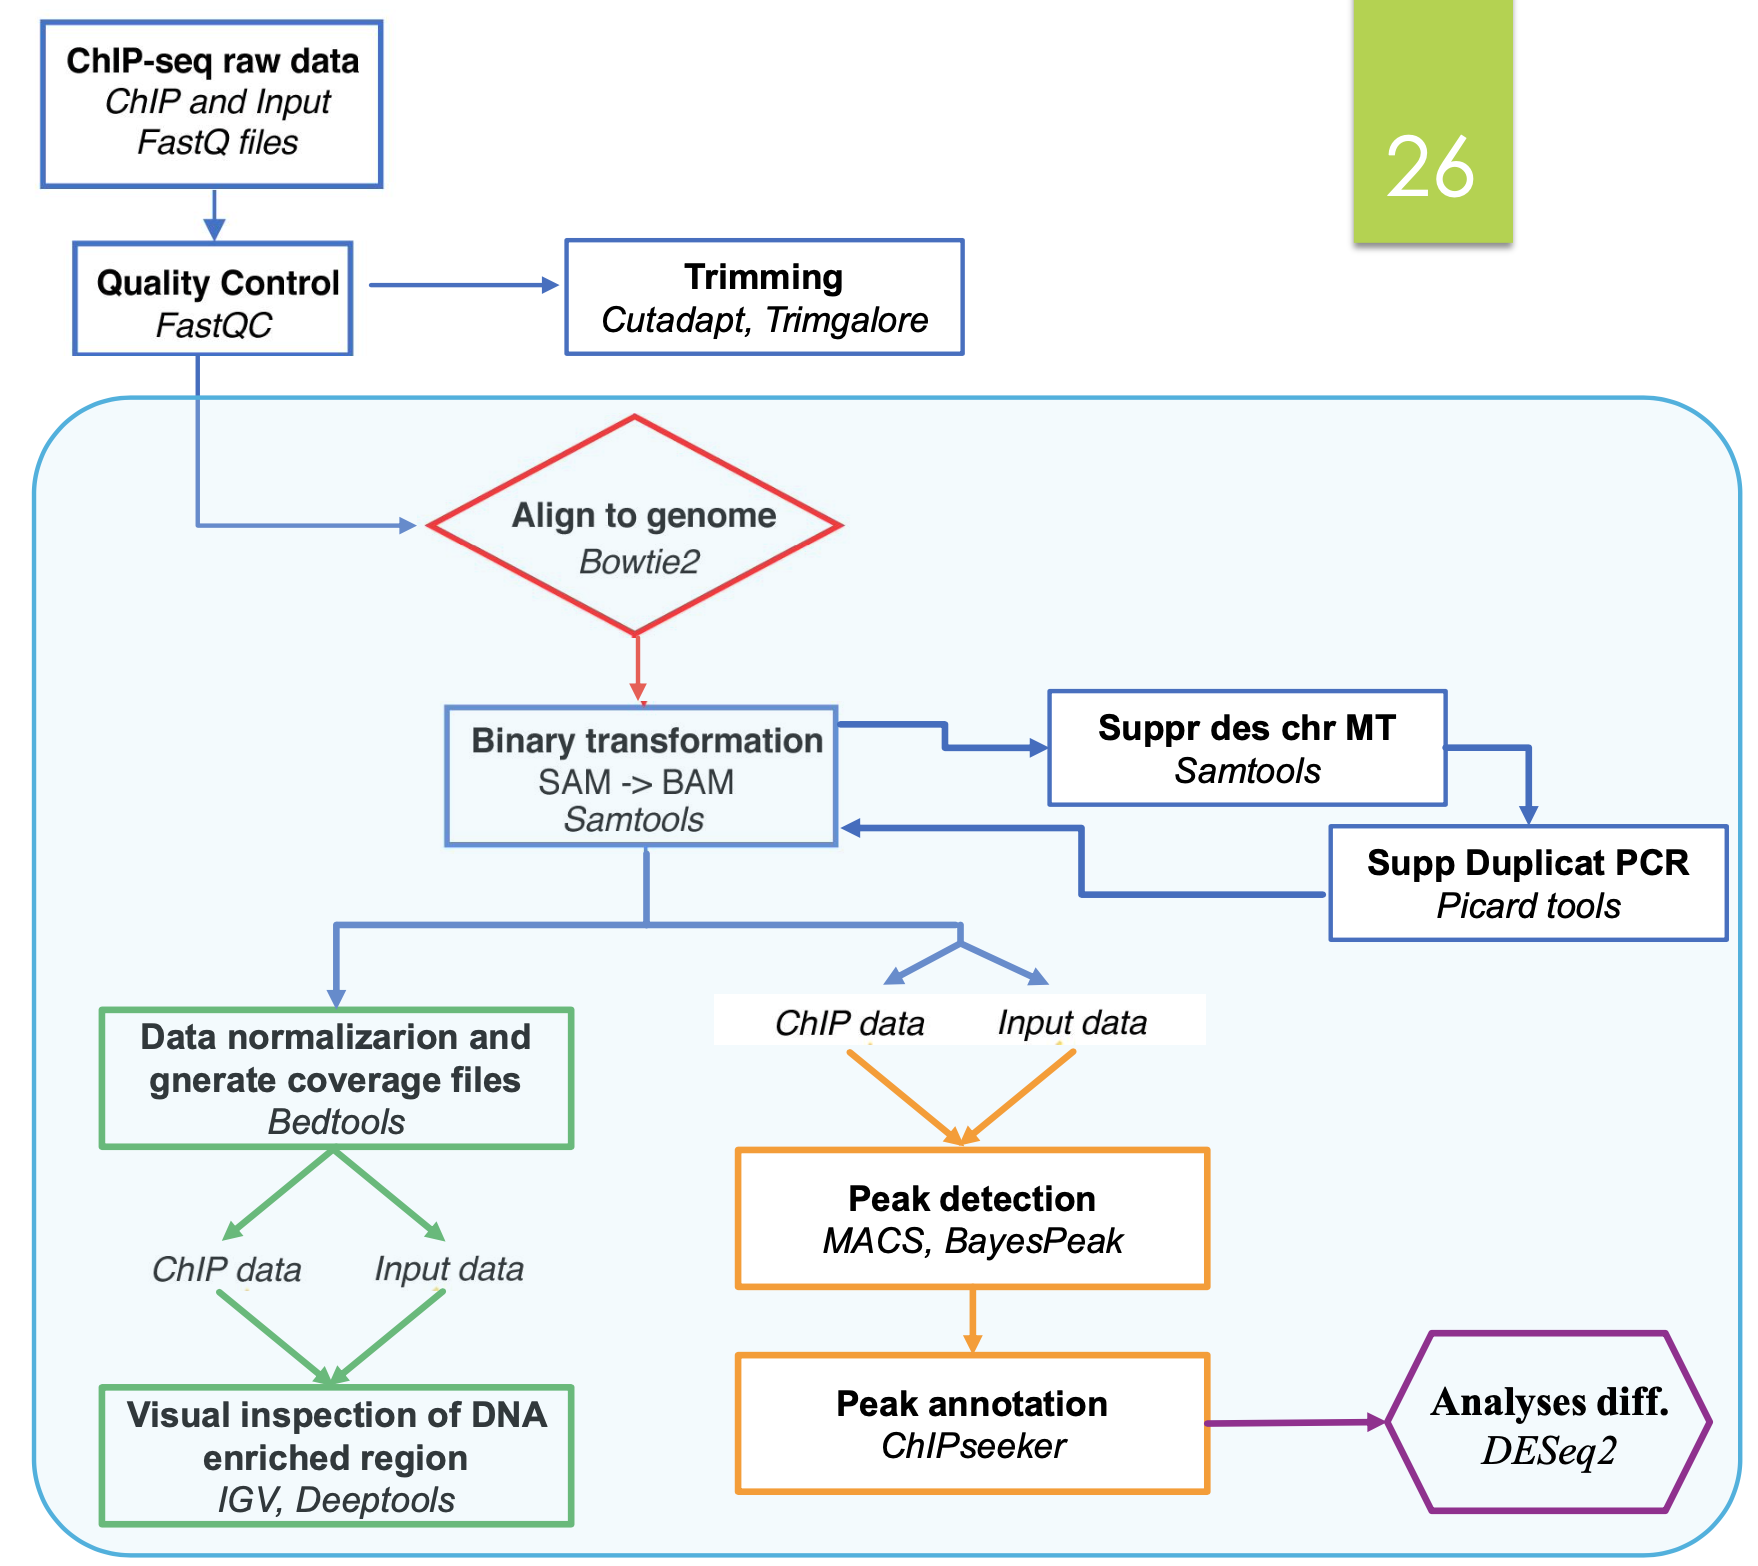 ChIP-seq raw data
ChIP and Input
FastQ files
26
Quality Control
FastQC
Trimming
Cutadapt, Trimgalore
Align to genome
Bowtie2
Binary transformation
SAM -> BAM
Samtools
Suppr des chr MT
Samtools
Supp Duplicat PCR
Picard tools
Data normalizarion and
gnerate coverage files
Bedtools
ChIP data
Input data
Visual inspection of DNA
enriched region
IGV, Deeptools
ChIP data
Input data
Peak detection
MACS, BayesPeak
Peak annotation
ChIPseeker
Analyses diff.
DESeq2